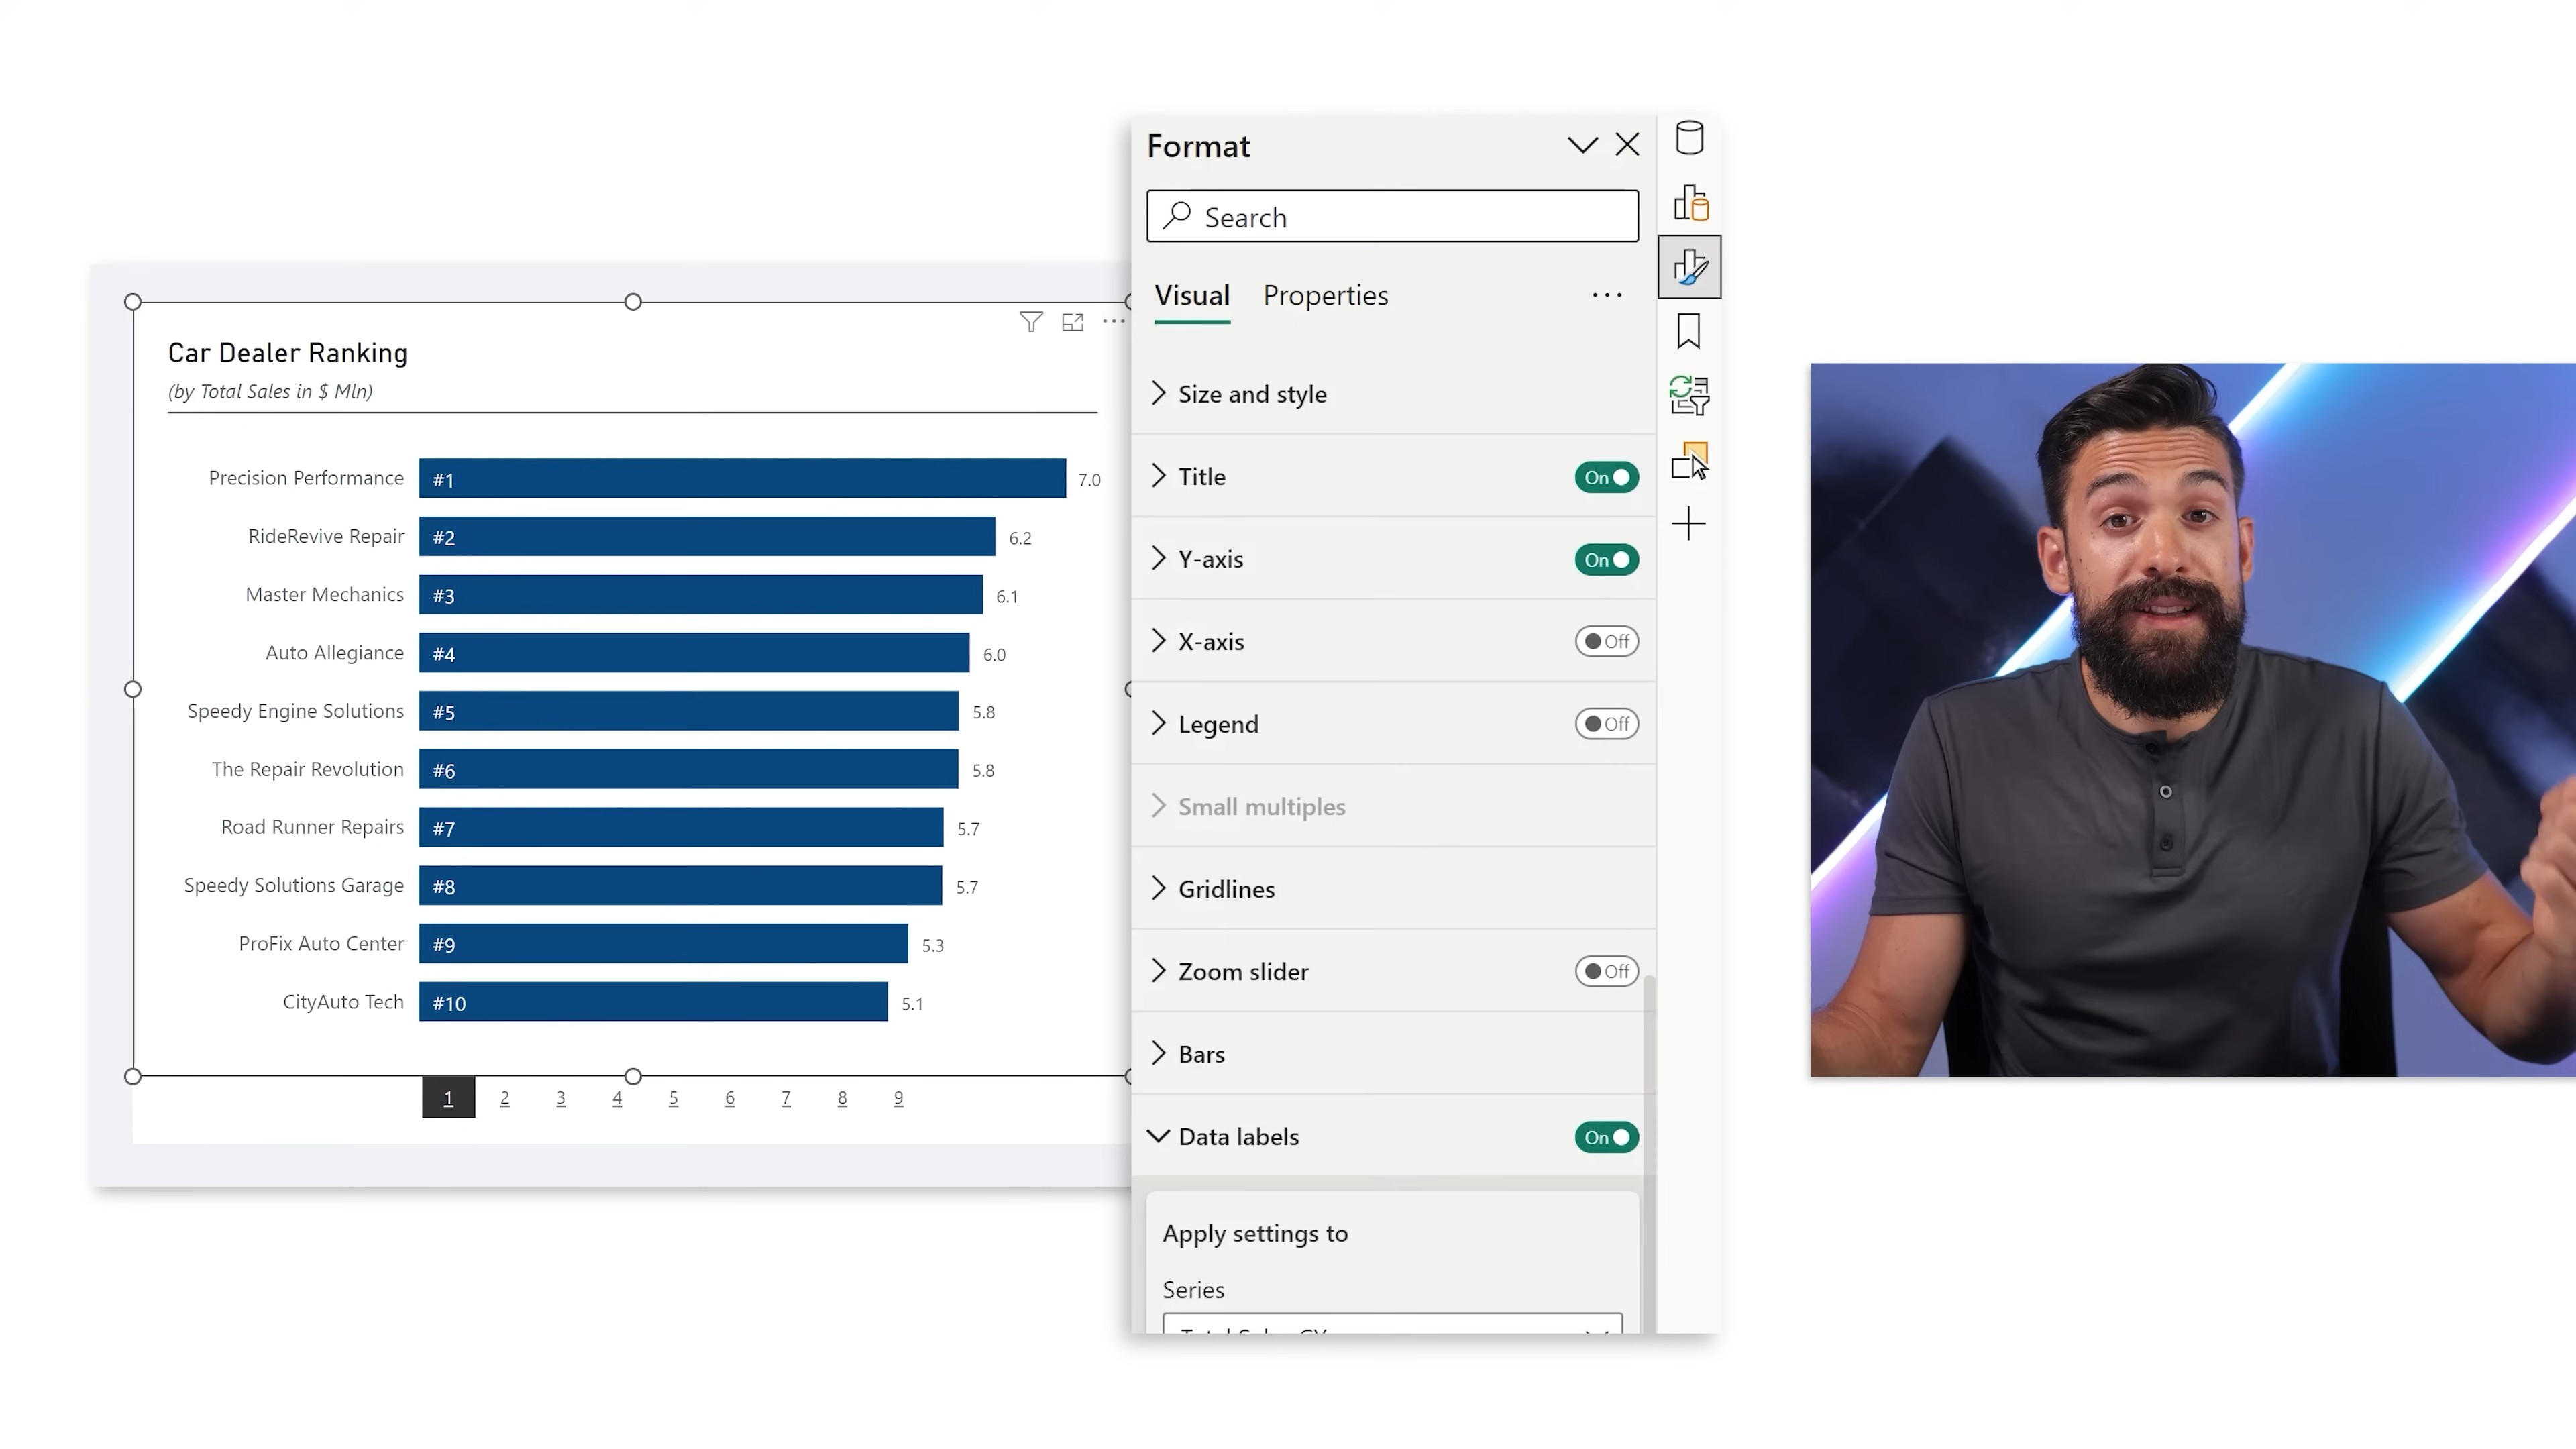 Car Dealer Ranking
(by Total Sales in $ Mln)
Precision Performance #1 7.0
RideRevive Repair #2 6.2
Master Mechanics #3 6.1
Auto Allegiance #4 6.0
Speedy Engine Solutions #5 5.8
The Repair Revolution #6 5.8
Road Runner Repairs #7 5.7
Speedy Solutions Garage #8 5.7
ProFix Auto Center #9 5.3
CityAuto Tech #10 5.1
1 2 3 4 5 6 7 8 9
Format
Search
Visual Properties
Size and style
Title On
Y-axis On
X-axis Off
Legend Off
Small multiples
Gridlines
Zoom slider Off
Bars
Data labels On
Apply settings to
Series